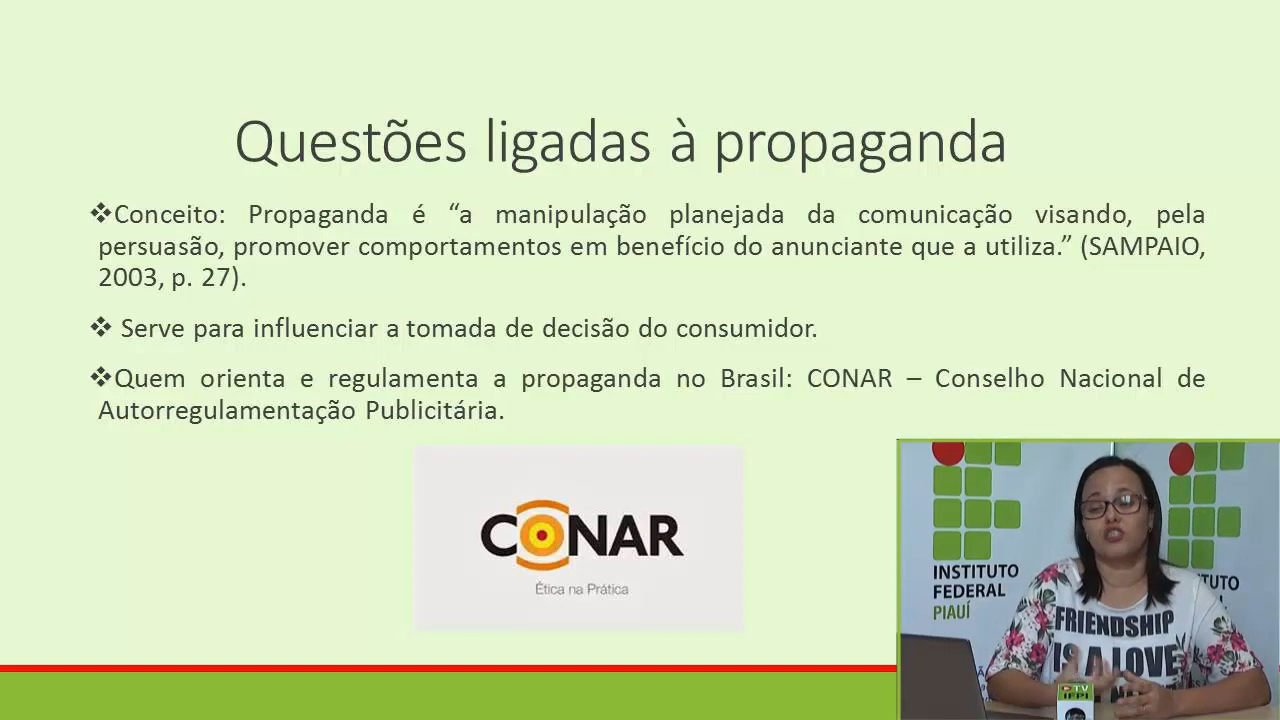 Questões ligadas à propaganda
❖Conceito: Propaganda é “a manipulação planejada da comunicação visando, pela
persuasão, promover comportamentos em benefício do anunciante que a utiliza.” (SAMPAIO,
2003, p. 27).
❖ Serve para influenciar a tomada de decisão do consumidor.
❖Quem orienta e regulamenta a propaganda no Brasil: CONAR – Conselho Nacional de
Autorregulamentação Publicitária.
CONAR
Ética na Prática
INSTITUTO
FEDERAL
PIAUÍ
FRIENDSHIP
IS A LOVE
TV
IFPI